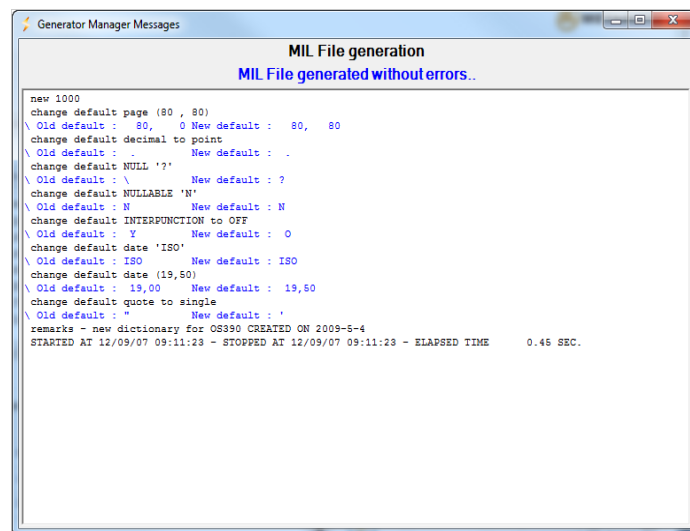 Generator Manager Messages
MIL File generation
MIL File generated without errors..
new 1000
change default page (80 , 80)
\ Old default :   80,    0 New default :   80,   80
change default decimal to point
\ Old default :  .         New default :  .
change default NULL '?'
\ Old default : \          New default : ?
change default NULLABLE 'N'
\ Old default : N          New default : N
change default INTERPUNCTION to OFF
\ Old default :  Y         New default :  O
change default date 'ISO'
\ Old default : ISO        New default : ISO
change default date (19,50)
\ Old default :  19,00     New default :  19,50
change default quote to single
\ Old default : "          New default : '
remarks - new dictionary for OS390 CREATED ON 2009-5-4
STARTED AT 12/09/07 09:11:23 - STOPPED AT 12/09/07 09:11:23 - ELAPSED TIME      0.45 SEC.